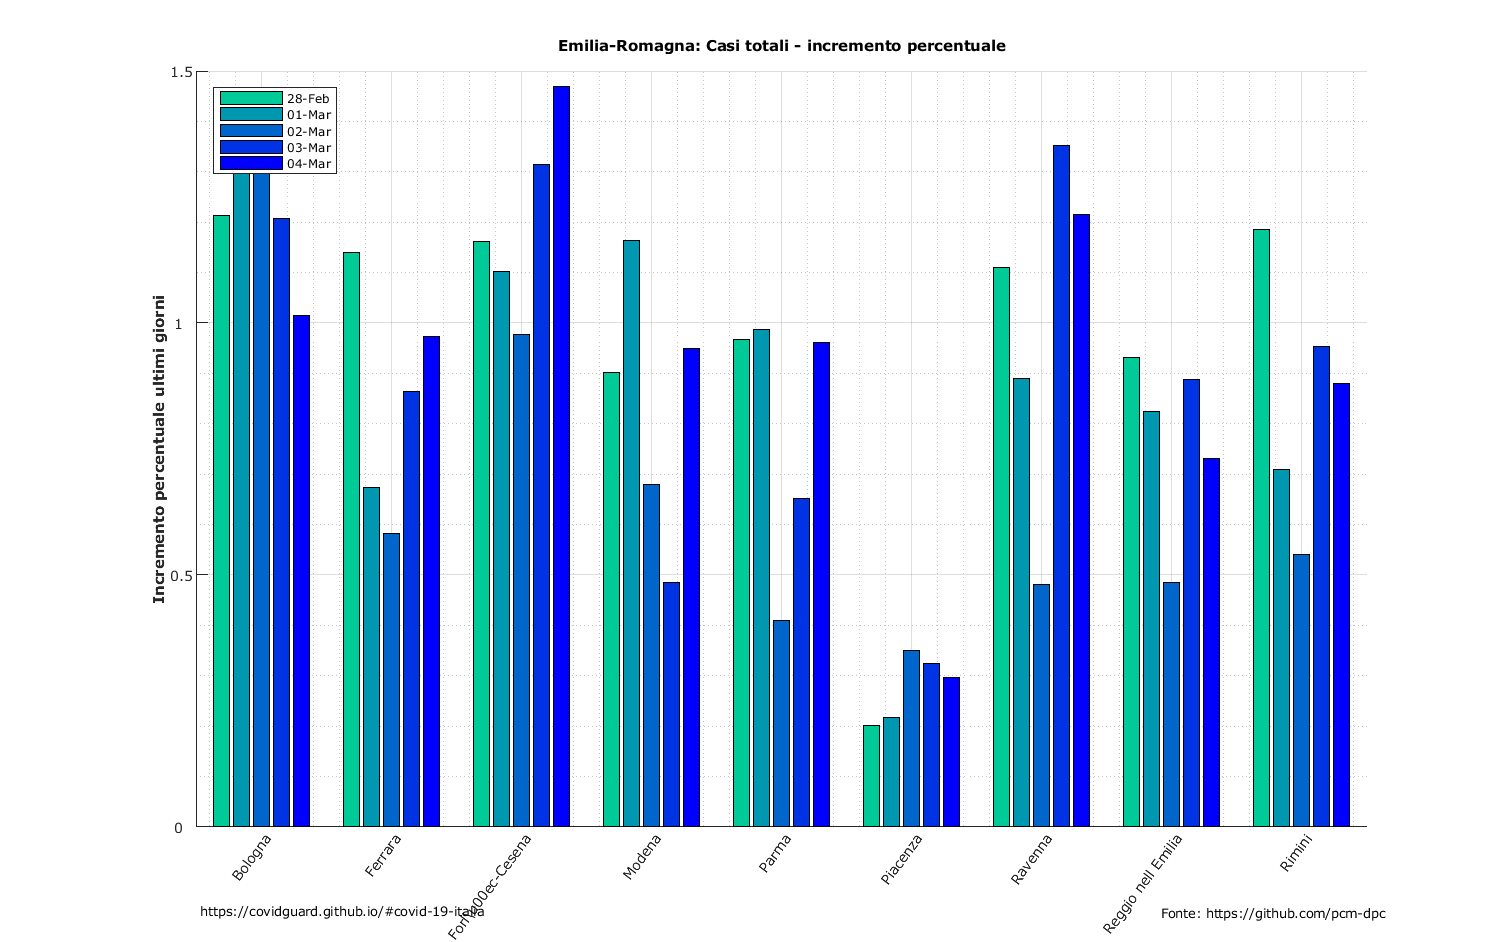 Emilia-Romagna: Casi totali - incremento percentuale
1.5
28-Feb
01-Mar
02-Mar
03-Mar
04-Mar
1
0.5
0
Incremento percentuale ultimi giorni
Bologna
Ferrara
Modena
Parma
Piacenza
Ravenna
Reggio nell Emilia
Rimini
https://covidguard.github.io/#covid-19-italia
Fonte: https://github.com/pcm-dpc